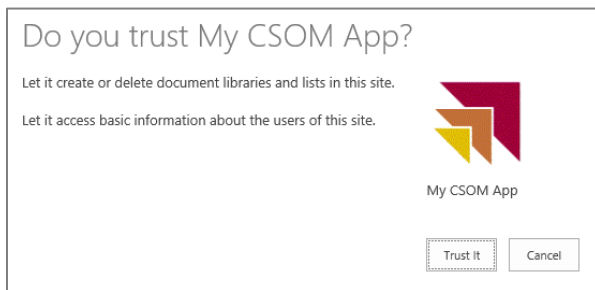 Do you trust My CSOM App?
Let it create or delete document libraries and lists in this site.
Let it access basic information about the users of this site.
My CSOM App
Trust It
Cancel